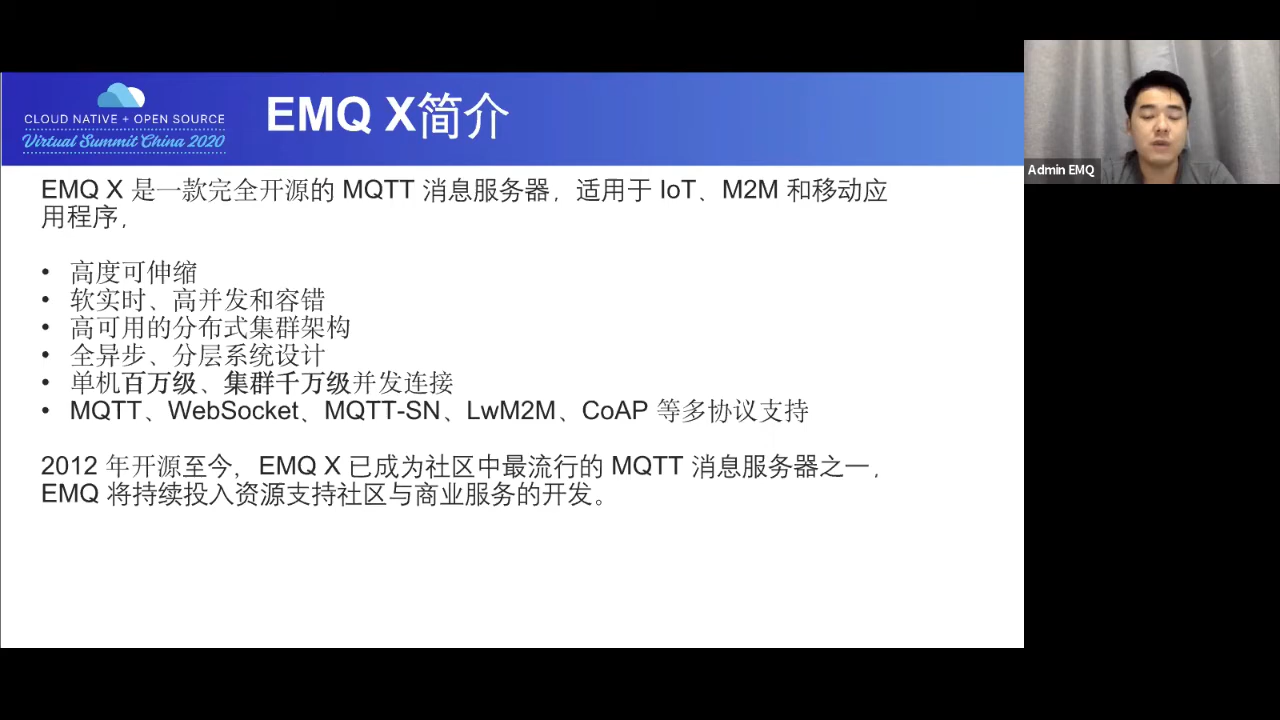 CLOUD NATIVE + OPEN SOURCE
Virtual Summit China 2020
EMQ X简介
EMQ X 是一款完全开源的 MQTT 消息服务器，适用于 IoT、M2M 和移动应
用程序，
• 高度可伸缩
• 软实时、高并发和容错
• 高可用的分布式集群架构
• 全异步、分层系统设计
• 单机百万级、集群千万级并发连接
• MQTT、WebSocket、MQTT-SN、LwM2M、CoAP 等多协议支持
2012 年开源至今，EMQ X 已成为社区中最流行的 MQTT 消息服务器之一，
EMQ 将持续投入资源支持社区与商业服务的开发。
Admin EMQ